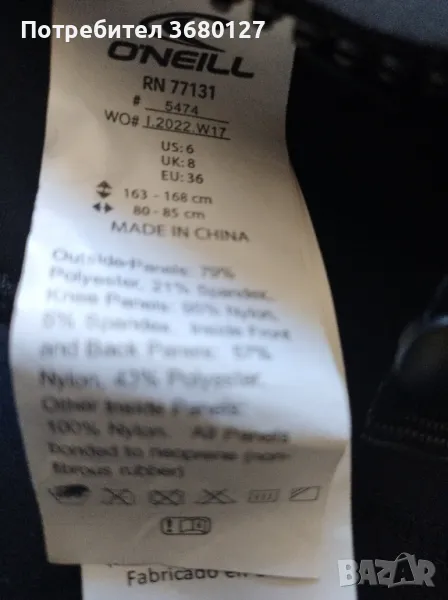 Потребител 3680127
O'NEILL
RN 77131
# 5474
WO# I.2022.W17
US: 6
UK: 8
EU: 36
163 - 168 cm
80 - 85 cm
MADE IN CHINA
Outside Panels: 79%
Polyester, 21% Spandex,
Knee Panels: 95% Nylon,
5% Spandex. Inside Front
and Back Panels: 57%
Nylon, 43% Polyester.
Other Inside Panels:
100% Nylon. All Panels
bonded to neoprene (non-
fibrous rubber)
Fabricado en
BAZAR.bg